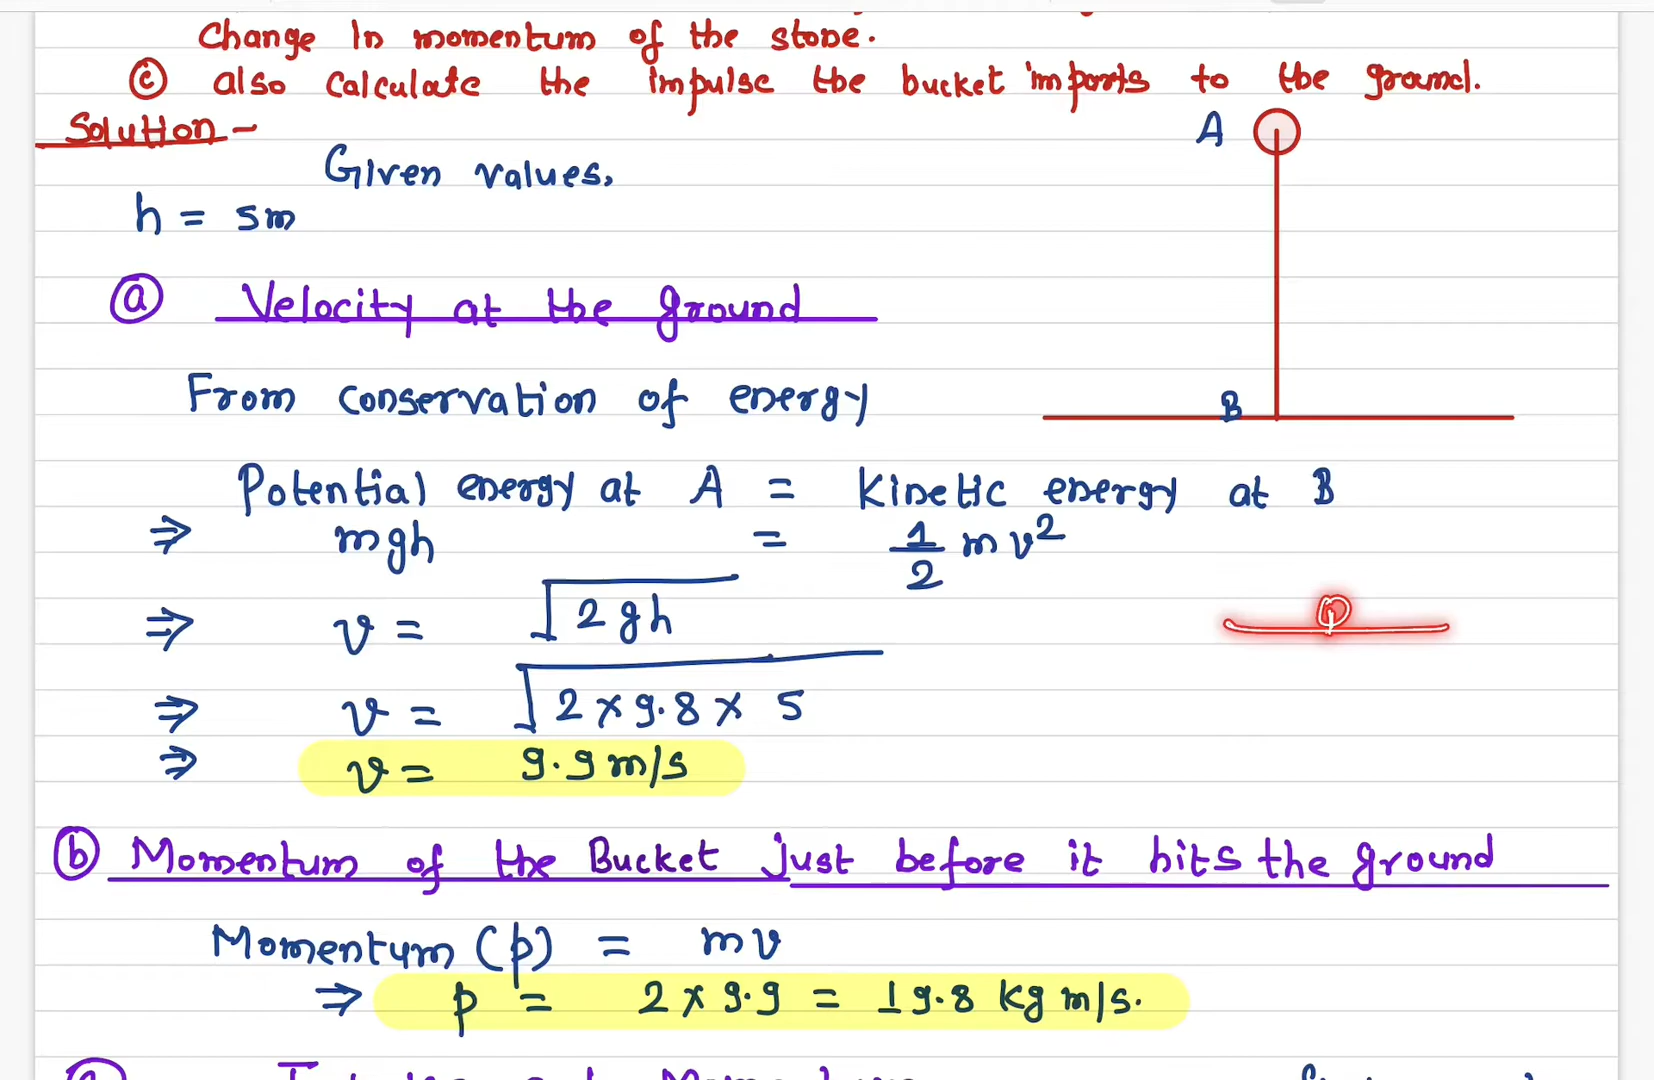 Change In momentum of the stone.
ⓒ also Calculate the impulse the bucket imparts to the ground.
Solution -
A
Given values,
h = 5m
ⓐ Velocity at the ground
From conservation of energy
B
Potential energy at A = Kinetic energy at B
⇒ mgh = 1/2 mv²
⇒ v = √2gh
⇒ v = √2 × 9.8 × 5
⇒ v = 9.9 m/s
ⓑ Momentum of the Bucket just before it hits the ground
Momentum (p) = mv
⇒ p = 2 × 9.9 = 19.8 kg m/s.